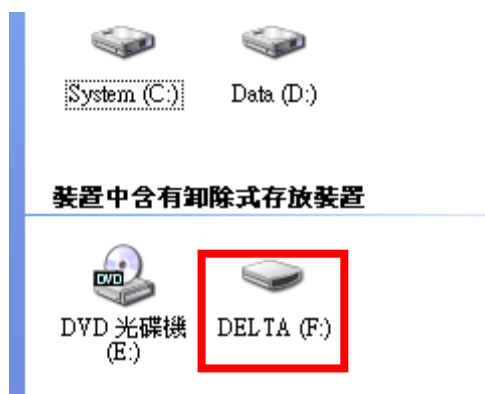 System (C:)
Data (D:)
裝置中含有卸除式存放裝置
DVD
DVD 光碟機
(E:)
DELTA (F:)